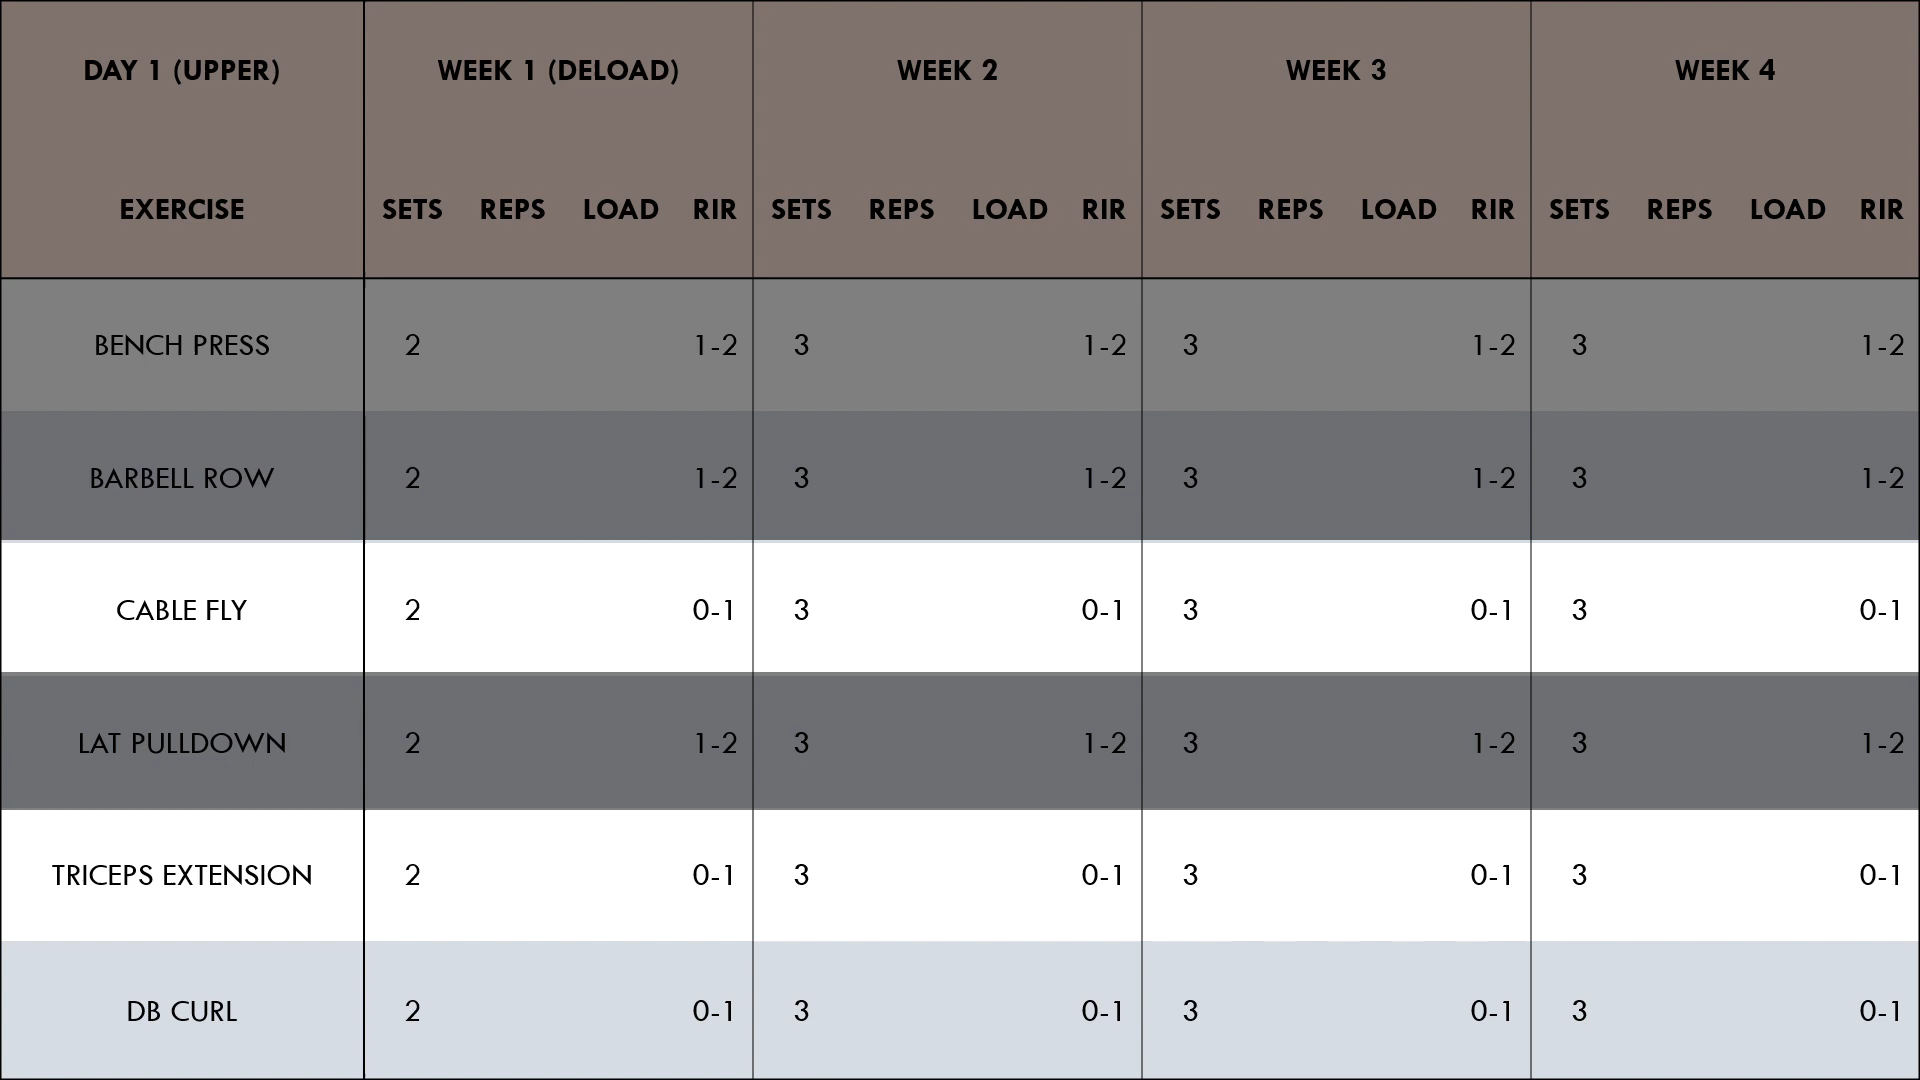 DAY 1 (UPPER) WEEK 1 (DELOAD) WEEK 2 WEEK 3 WEEK 4
EXERCISE SETS REPS LOAD RIR SETS REPS LOAD RIR SETS REPS LOAD RIR SETS REPS LOAD RIR
BENCH PRESS 2 1-2 3 1-2 3 1-2 3 1-2
BARBELL ROW 2 1-2 3 1-2 3 1-2 3 1-2
CABLE FLY 2 0-1 3 0-1 3 0-1 3 0-1
LAT PULLDOWN 2 1-2 3 1-2 3 1-2 3 1-2
TRICEPS EXTENSION 2 0-1 3 0-1 3 0-1 3 0-1
DB CURL 2 0-1 3 0-1 3 0-1 3 0-1